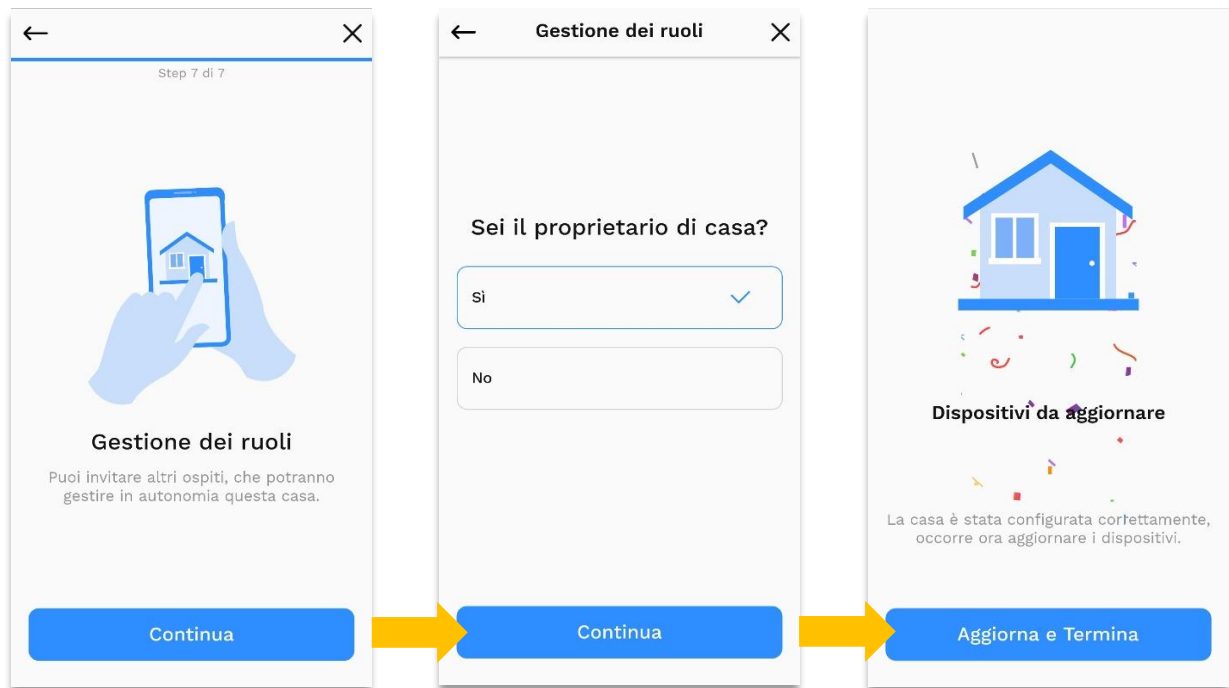 Step 7 di 7
Gestione dei ruoli
Puoi invitare altri ospiti, che potranno
gestire in autonomia questa casa.
Continua
Gestione dei ruoli
Sei il proprietario di casa?
Sì
No
Continua
Dispositivi da aggiornare
La casa è stata configurata correttamente,
occorre ora aggiornare i dispositivi.
Aggiorna e Termina